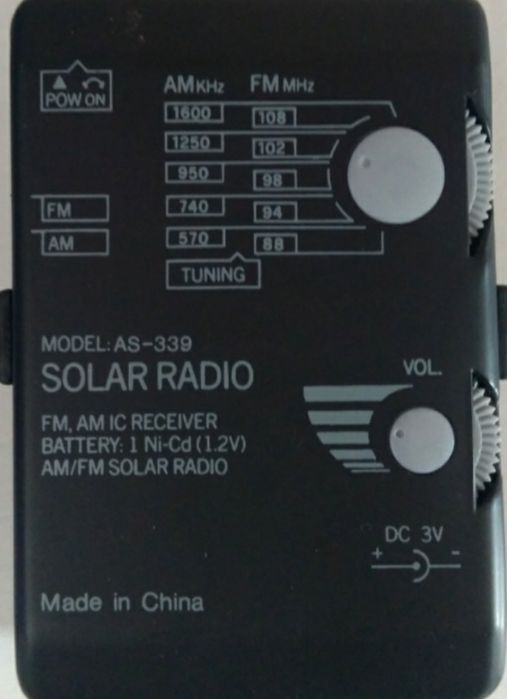 POW ON
AM KHz FM MHz
1600 108
1250 102
950 98
740 94
570 88
FM
AM
TUNING
MODEL: AS-339
SOLAR RADIO
VOL.
FM, AM IC RECEIVER
BATTERY: 1 Ni-Cd (1.2V)
AM/FM SOLAR RADIO
DC 3V
+ -
Made in China